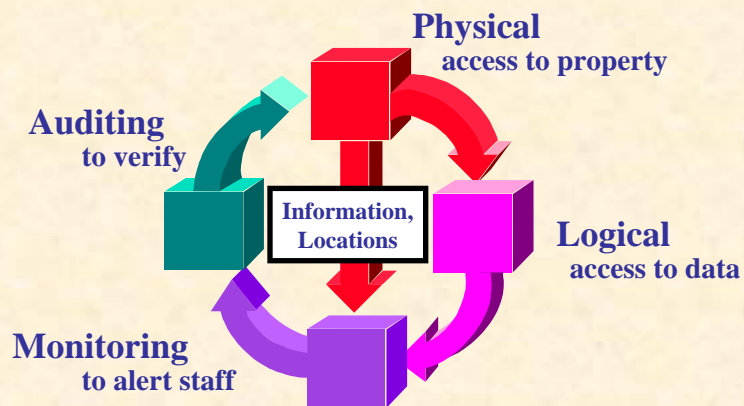 Physical
access to property
Auditing
to verify
Information,
Locations
Logical
access to data
Monitoring
to alert staff